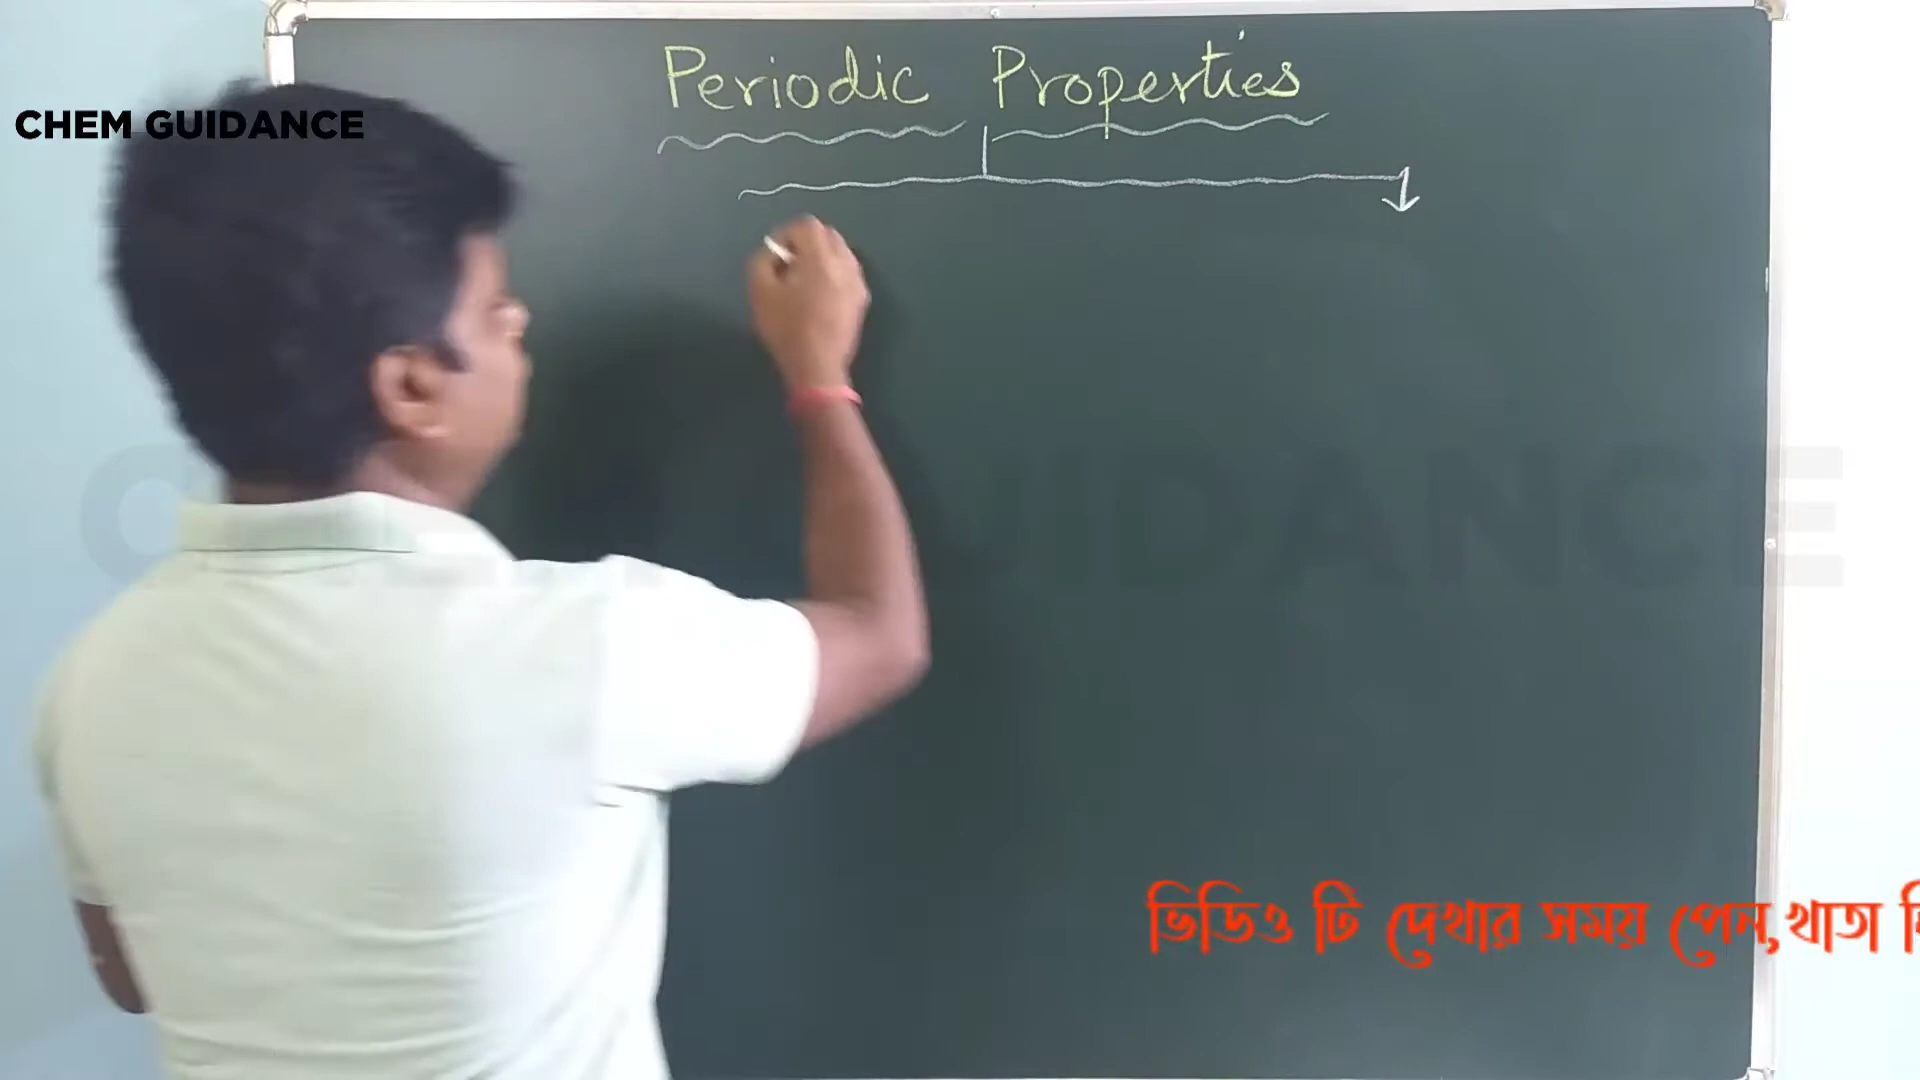 Periodic Properties
CHEM GUIDANCE
ভিডিও টি দেখার সময় পেন,খাতা